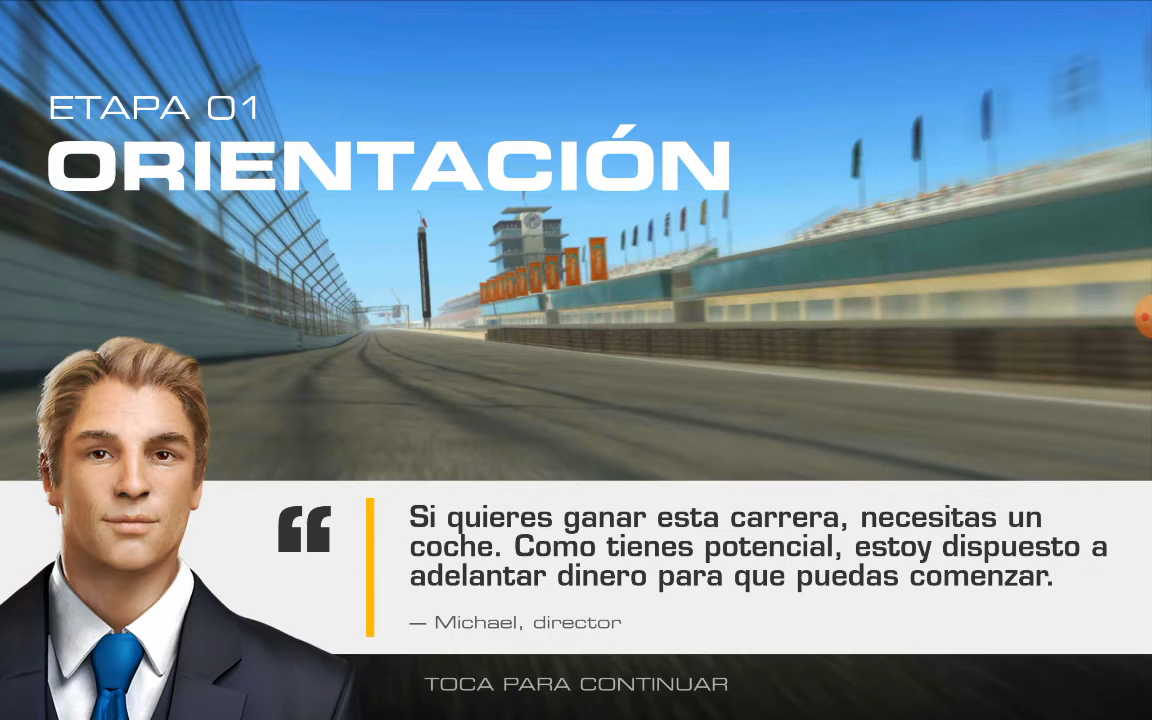 ETAPA 01
ORIENTACIÓN
“
Si quieres ganar esta carrera, necesitas un
coche. Como tienes potencial, estoy dispuesto a
adelantar dinero para que puedas comenzar.
— Michael, director
TOCA PARA CONTINUAR